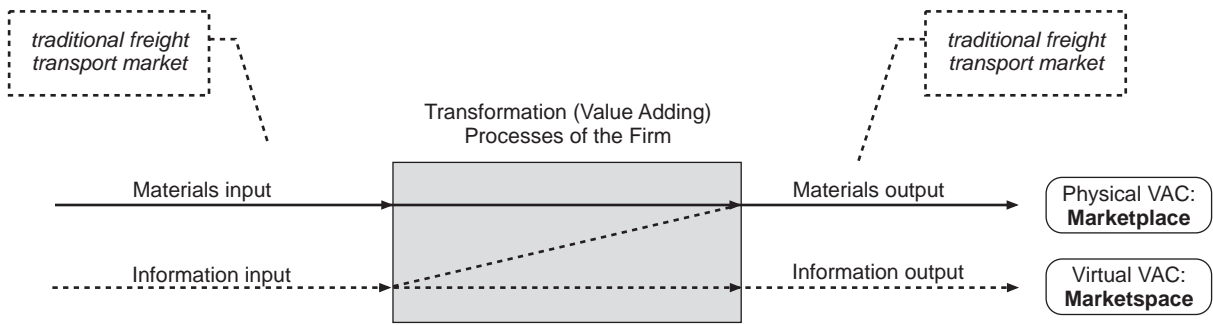 traditional freight
transport market
traditional freight
transport market
Transformation (Value Adding)
Processes of the Firm
Materials input
Materials output
Physical VAC:
Marketplace
Information input
Information output
Virtual VAC:
Marketspace